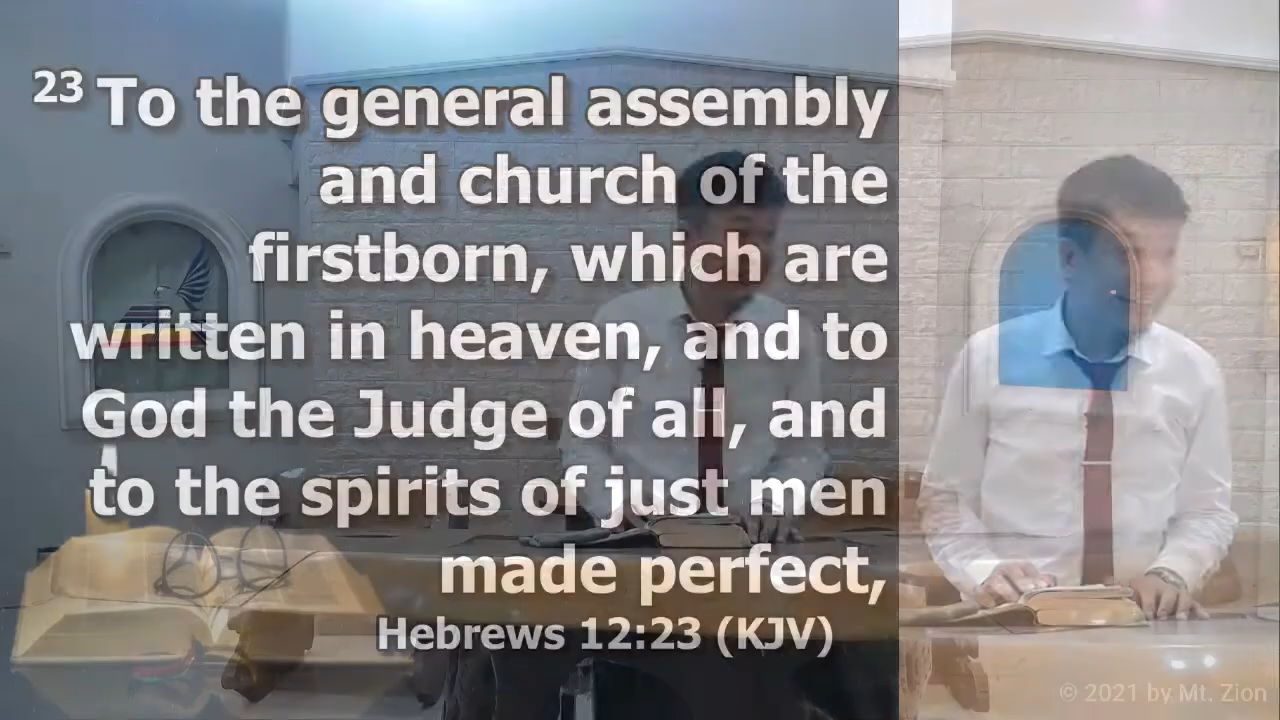 23 To the general assembly
and church of the
firstborn, which are
written in heaven, and to
God the Judge of all, and
to the spirits of just men
made perfect,
Hebrews 12:23 (KJV)
© 2021 by Mt. Zion